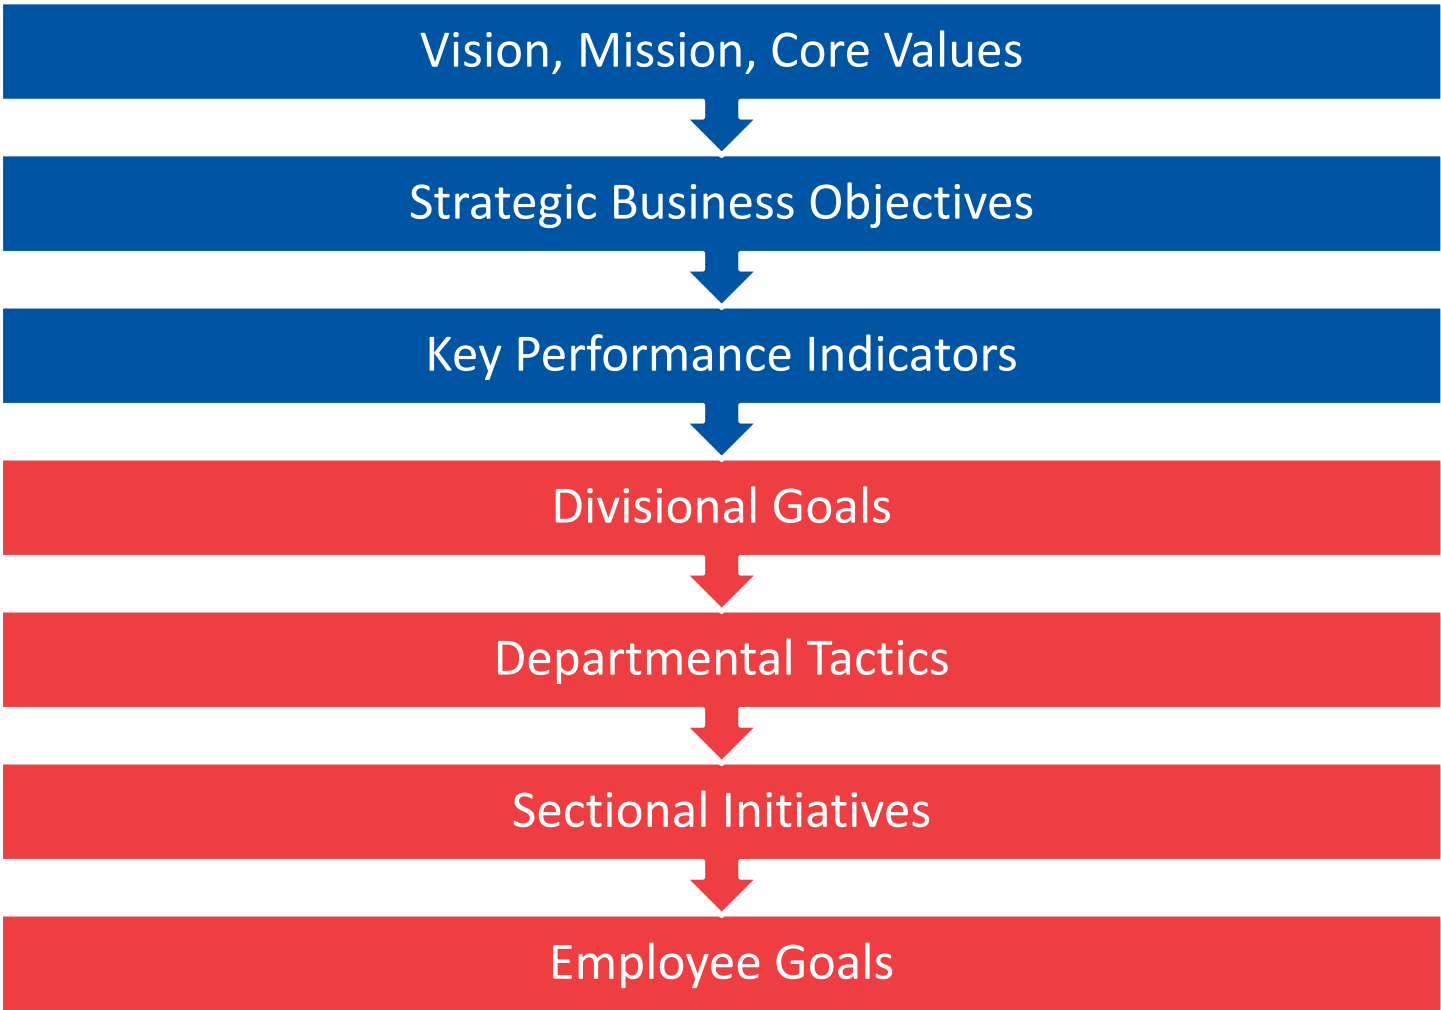 Vision, Mission, Core Values
Strategic Business Objectives
Key Performance Indicators
Divisional Goals
Departmental Tactics
Sectional Initiatives
Employee Goals